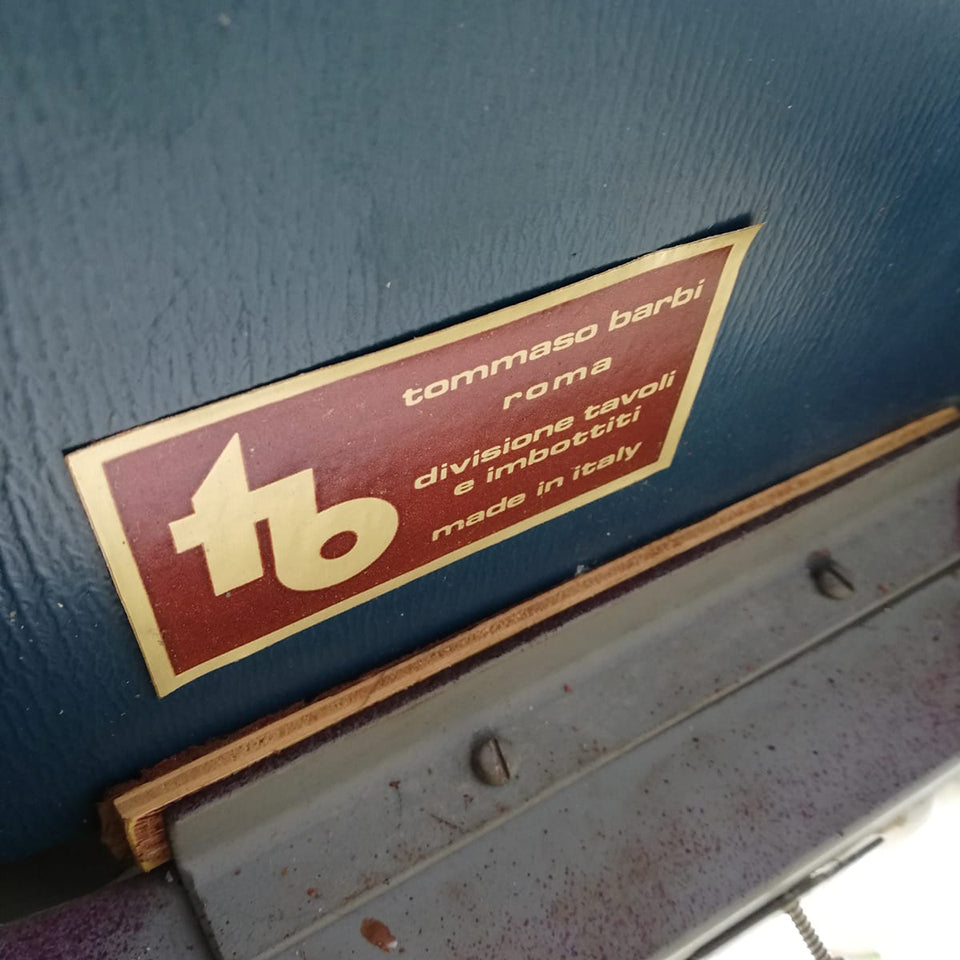 tb
tommaso barbi
roma
divisione tavoli
e imbottiti
made in italy